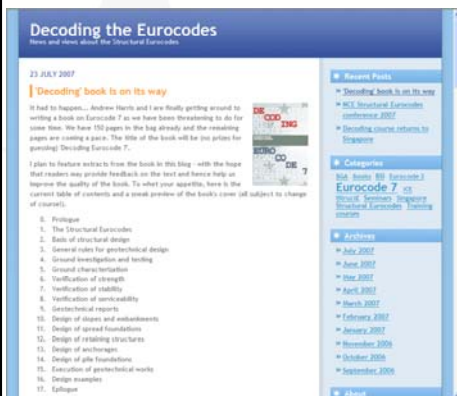 Decoding the Eurocodes
News and views about the Structural Eurocodes
23 JULY 2007
'Decoding' book is on its way
It had to happen... Andrew Harris and I are finally getting around to
writing a book on Eurocode 7 as we have been threatening to do for
some time. We have 150 pages in the bag already and the remaining
pages are coming a pace. The title of the book will be (no prizes for
guessing) 'Decoding Eurocode 7'.
I plan to feature extracts from the book in this blog - with the hope
that readers may provide feedback on the text and hence help us
improve the quality of the book. To whet your appetite, here is the
current table of contents and a sneak preview of the book's cover (all subject to change
of course!).
DE
COD
ING
EURO
CO
DE
7
0. Prologue
1. The Structural Eurocodes
2. Basis of structural design
3. General rules for geotechnical design
4. Ground investigation and testing
5. Ground characterization
6. Verification of strength
7. Verification of stability
8. Verification of serviceability
9. Geotechnical reports
10. Design of slopes and embankments
11. Design of spread foundations
12. Design of retaining structures
13. Design of anchorages
14. Design of pile foundations
15. Execution of geotechnical works
16. Design examples
17. Epilogue
Recent Posts
» 'Decoding' book is on its way
» NCE Structural Eurocodes
conference 2007
» Decoding course returns to
Singapore
Categories
BGA Books BSI Eurocode 2
Eurocode 7 ICE
IStructE Seminars Singapore
Structural Eurocodes Training
courses
Archives
» July 2007
» June 2007
» May 2007
» April 2007
» March 2007
» February 2007
» January 2007
» November 2006
» October 2006
» September 2006
About